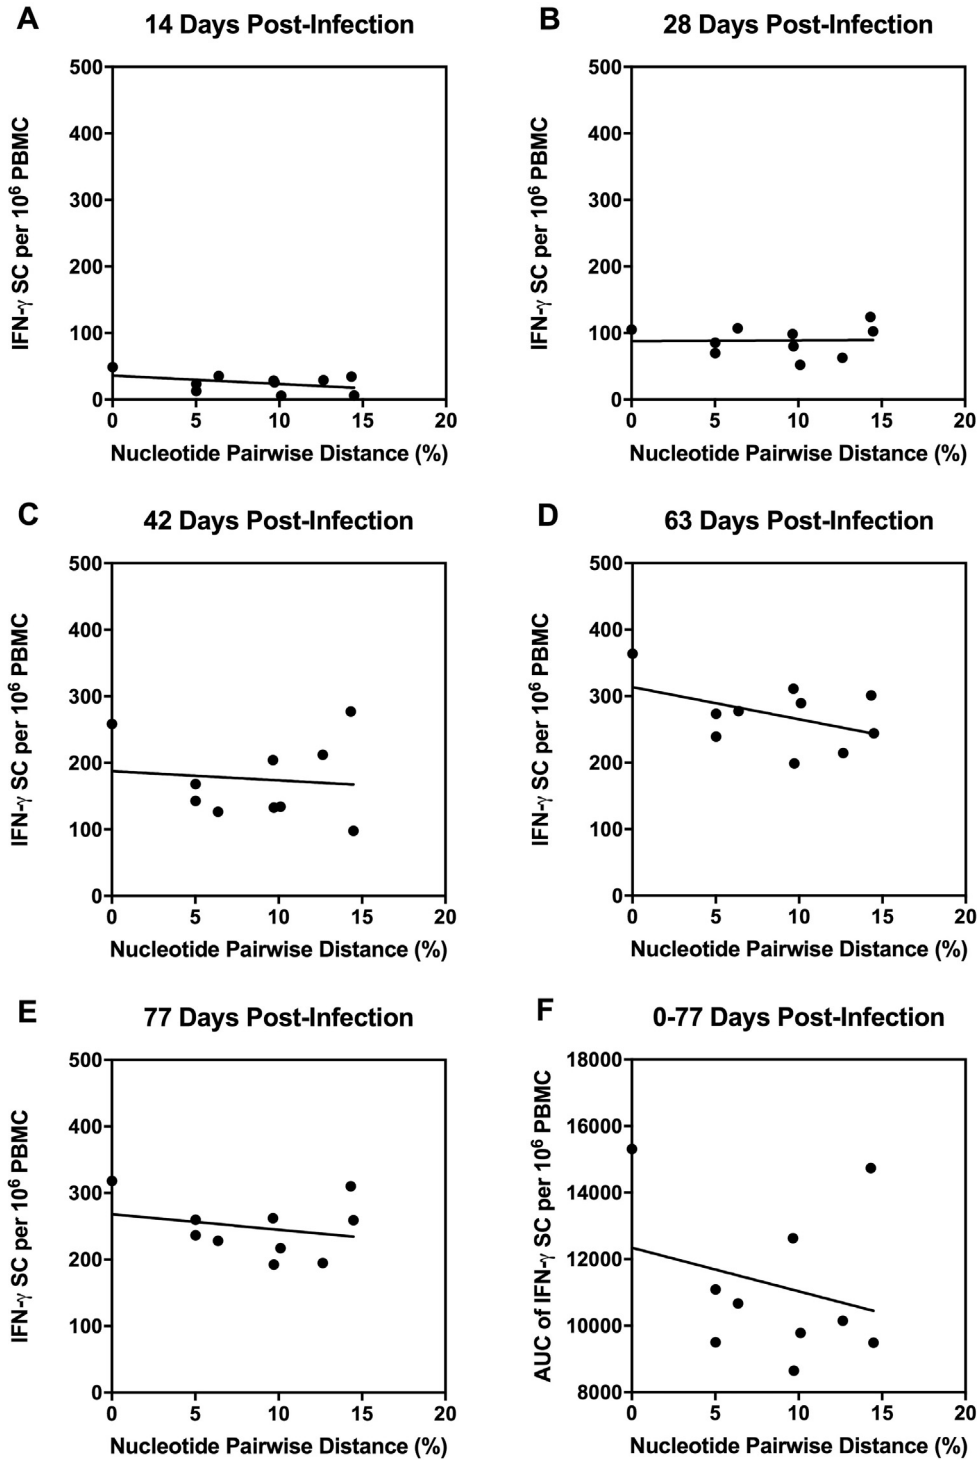 A
14 Days Post-Infection
500
400
300
200
100
0
0 5 10 15 20
IFN-γ SC per 10⁶ PBMC
Nucleotide Pairwise Distance (%)
B
28 Days Post-Infection
500
400
300
200
100
0
0 5 10 15 20
IFN-γ SC per 10⁶ PBMC
Nucleotide Pairwise Distance (%)
C
42 Days Post-Infection
500
400
300
200
100
0
0 5 10 15 20
IFN-γ SC per 10⁶ PBMC
Nucleotide Pairwise Distance (%)
D
63 Days Post-Infection
500
400
300
200
100
0
0 5 10 15 20
IFN-γ SC per 10⁶ PBMC
Nucleotide Pairwise Distance (%)
E
77 Days Post-Infection
500
400
300
200
100
0
0 5 10 15 20
IFN-γ SC per 10⁶ PBMC
Nucleotide Pairwise Distance (%)
F
0-77 Days Post-Infection
18000
16000
14000
12000
10000
8000
0 5 10 15 20
AUC of IFN-γ SC per 10⁶ PBMC
Nucleotide Pairwise Distance (%)